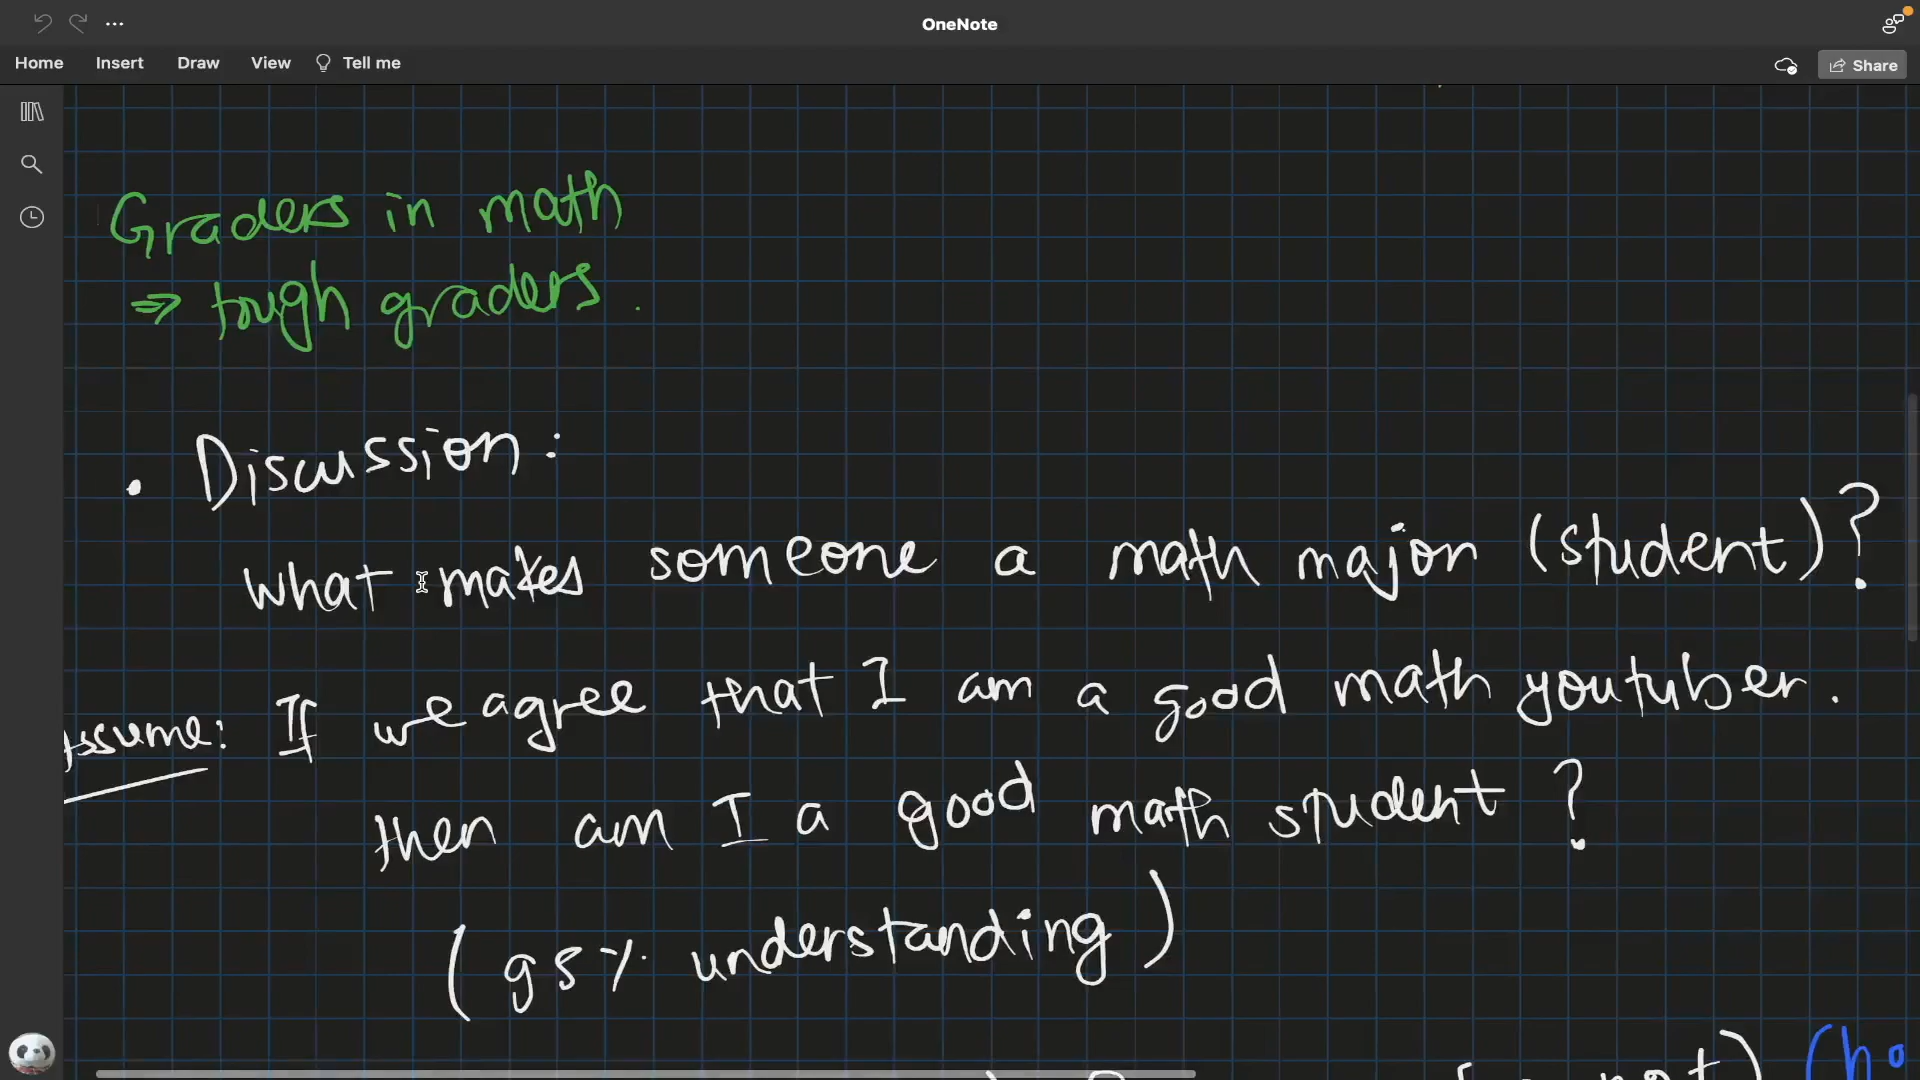 OneNote
Home Insert Draw View Tell me Share
Graders in math
⇒ tough graders.
• Discussion:
What makes someone a math major (student)?
Assume: If we agree that I am a good math youtuber.
then am I a good math student?
(95% understanding)